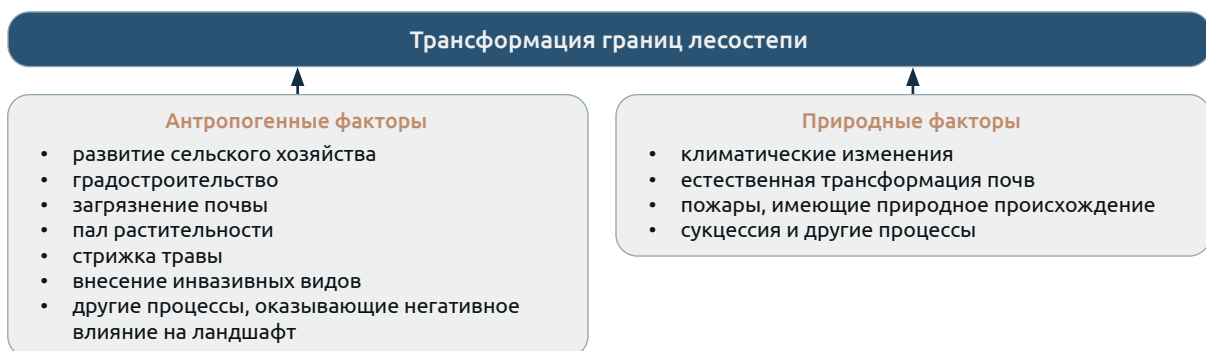 Трансформация границ лесостепи
Антропогенные факторы
• развитие сельского хозяйства
• градостроительство
• загрязнение почвы
• пал растительности
• стрижка травы
• внесение инвазивных видов
• другие процессы, оказывающие негативное
влияние на ландшафт
Природные факторы
• климатические изменения
• естественная трансформация почв
• пожары, имеющие природное происхождение
• сукцессия и другие процессы